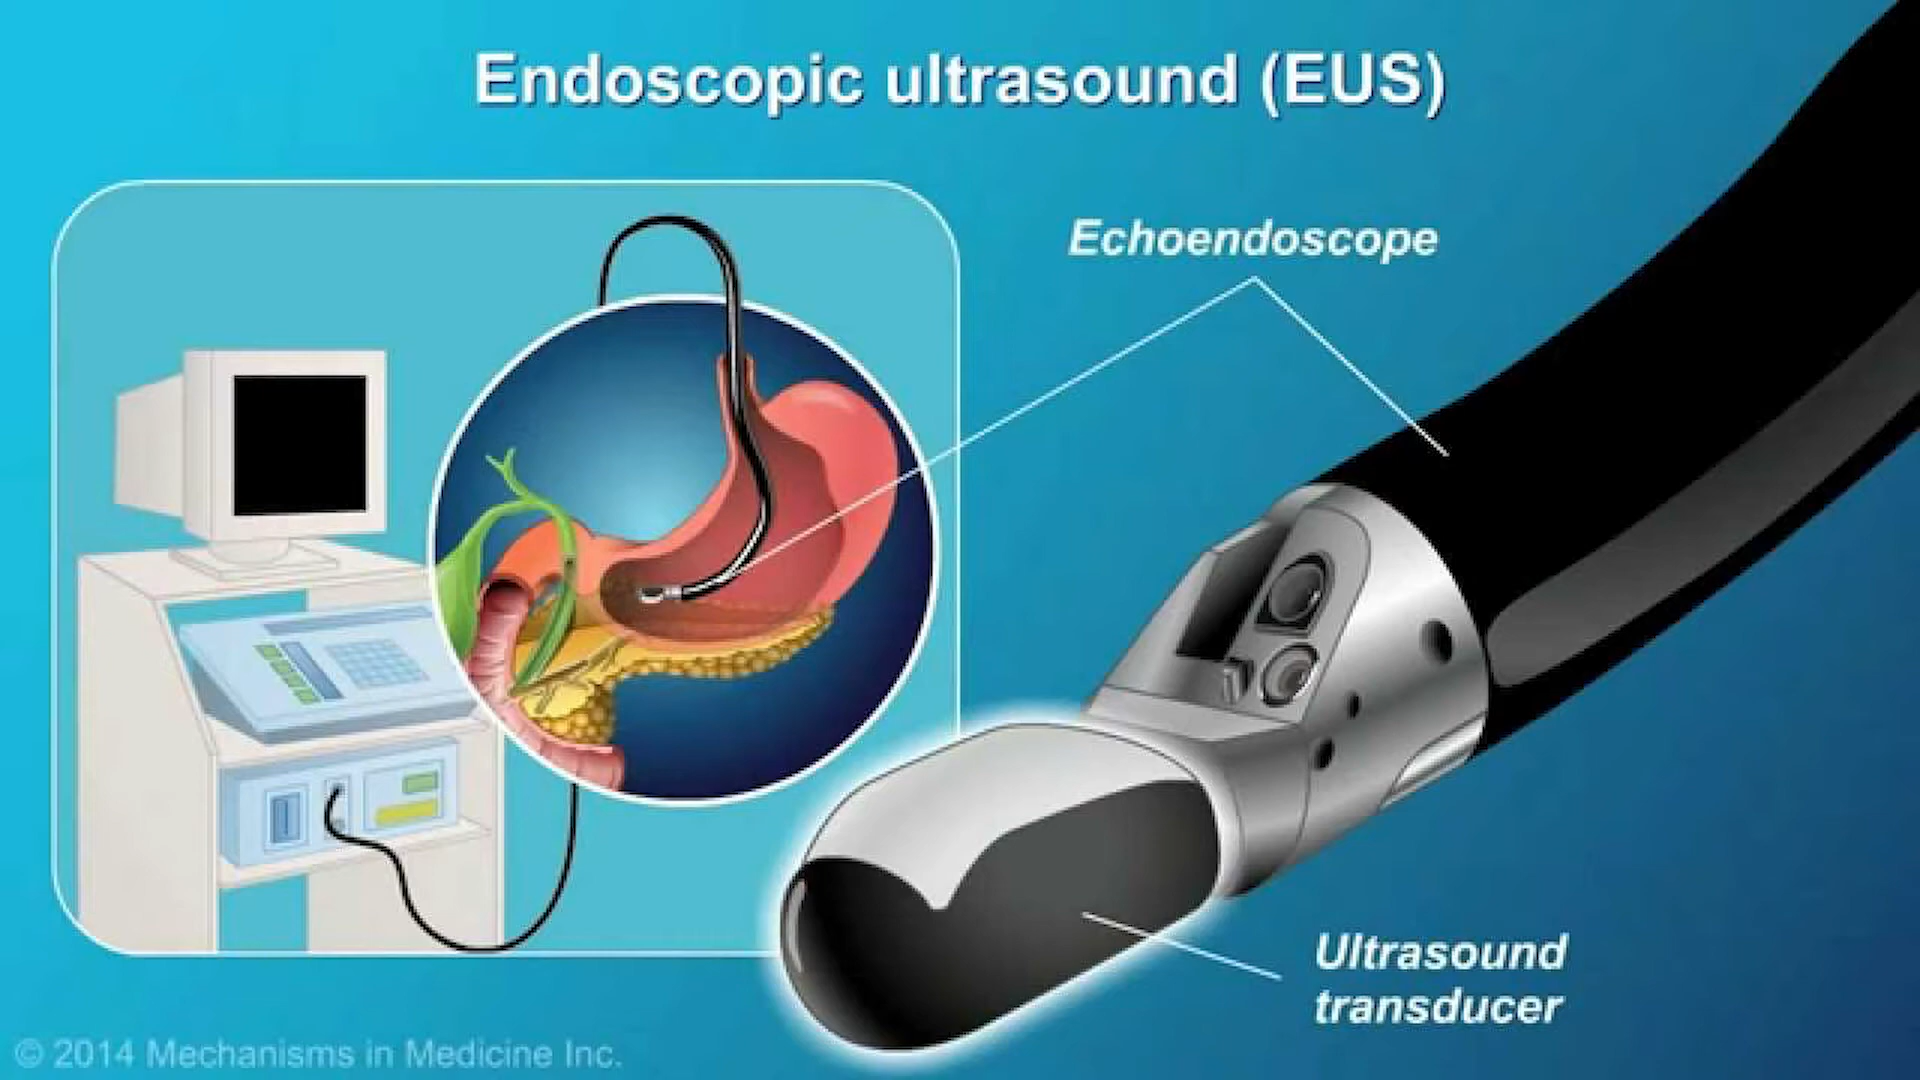 Endoscopic ultrasound (EUS)
Echoendoscope
Ultrasound
transducer
© 2014 Mechanisms in Medicine Inc.